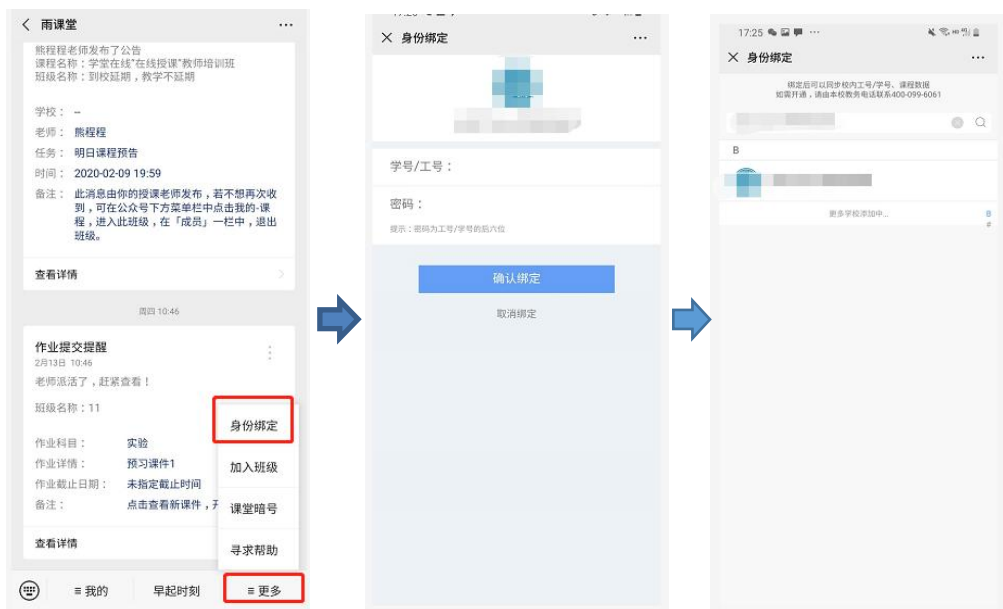 雨课堂
熊程程老师发布了公告
课程名称：学堂在线"在线授课"教师培训班
班级名称：到校延期，教学不延期
学校： --
老师： 熊程程
任务： 明日课程预告
时间： 2020-02-09 19:59
备注： 此消息由你的授课老师发布，若不想再次收
到，可在公众号下方菜单栏中点击我的-课
程，进入此班级，在「成员」一栏中，退出
班级。
查看详情
周四 10:46
作业提交提醒
2月13日 10:46
老师派活了，赶紧查看！
班级名称：11
作业科目： 实验
作业详情： 预习课件1
作业截止日期： 未指定截止时间
备注： 点击查看新课件，
查看详情
身份绑定
加入班级
课堂暗号
寻求帮助
≡ 我的
早起时刻
≡ 更多
身份绑定
学号/工号：
密码：
提示：密码为工号/学号的后六位
确认绑定
取消绑定
17:25
身份绑定
绑定后可以同步校内工号/学号、课程数据
如需开通，请由本校教务电话联系400-099-6061
B
更多学校添加中...
B
#